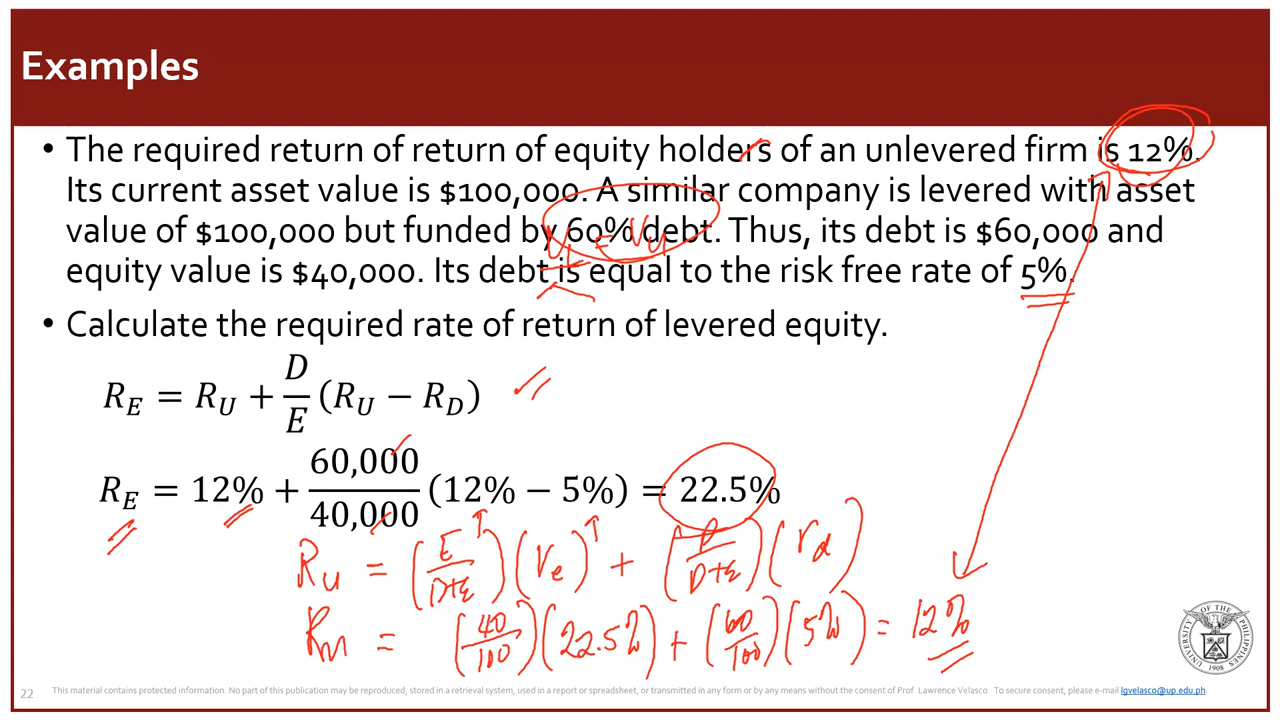 Examples
• The required return of return of equity holders of an unlevered firm is 12%.
Its current asset value is $100,000. A similar company is levered with asset
value of $100,000 but funded by 60% debt. Thus, its debt is $60,000 and
equity value is $40,000. Its debt is equal to the risk free rate of 5%.
• Calculate the required rate of return of levered equity.
R_E = R_U + D/E (R_U − R_D)
R_E = 12% + 60,000/40,000 (12% − 5%) = 22.5%
R_u = (E/D+E) (r_e) + (D/D+E) (r_d)
R_u = (40/100) (22.5%) + (60/100) (5%) = 12%
UNIVERSITY OF THE PHILIPPINES
1908
22 This material contains protected information. No part of this publication may be reproduced, stored in a retrieval system, used in a report or spreadsheet, or transmitted in any form or by any means without the consent of Prof. Lawrence Velasco. To secure consent, please e-mail lgvelasco@up.edu.ph.